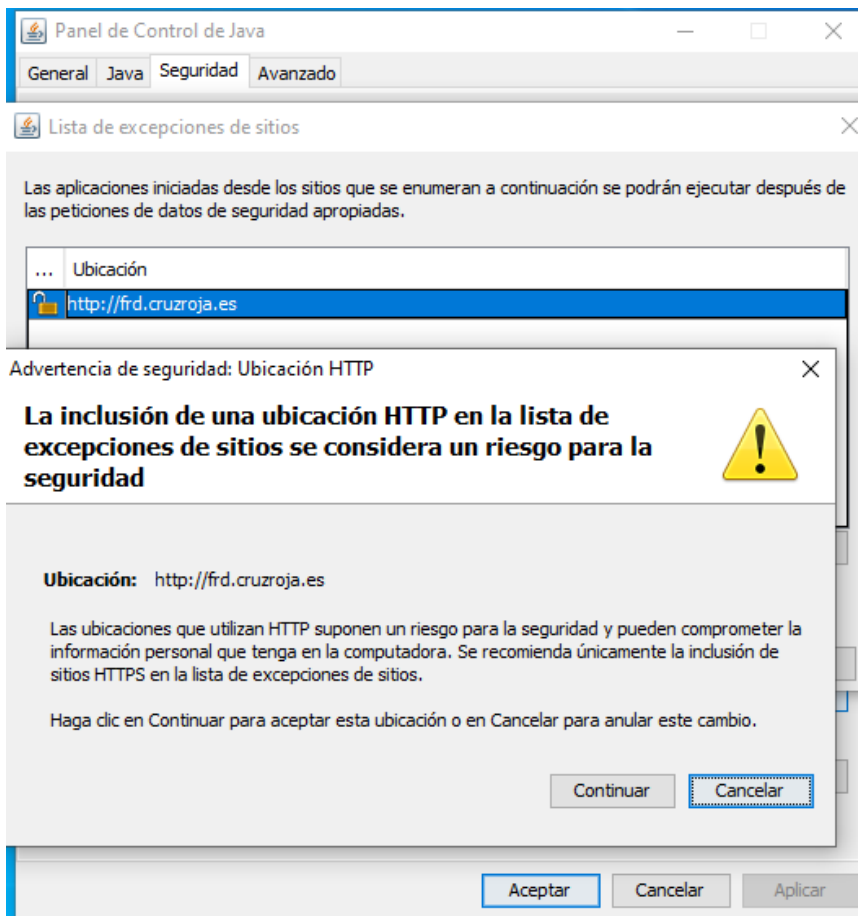 Panel de Control de Java
General Java Seguridad Avanzado
Lista de excepciones de sitios
Las aplicaciones iniciadas desde los sitios que se enumeran a continuación se podrán ejecutar después de
las peticiones de datos de seguridad apropiadas.
... Ubicación
http://frd.cruzroja.es
Advertencia de seguridad: Ubicación HTTP
La inclusión de una ubicación HTTP en la lista de
excepciones de sitios se considera un riesgo para la
seguridad
Ubicación: http://frd.cruzroja.es
Las ubicaciones que utilizan HTTP suponen un riesgo para la seguridad y pueden comprometer la
información personal que tenga en la computadora. Se recomienda únicamente la inclusión de
sitios HTTPS en la lista de excepciones de sitios.
Haga clic en Continuar para aceptar esta ubicación o en Cancelar para anular este cambio.
Continuar Cancelar
Aceptar Cancelar Aplicar